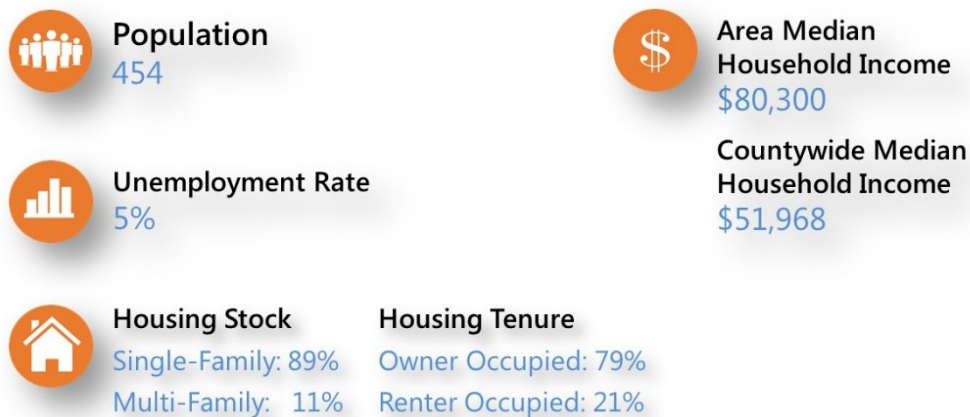 Population
454
Area Median
Household Income
$80,300
Countywide Median
Household Income
$51,968
Unemployment Rate
5%
Housing Stock
Single-Family: 89%
Multi-Family: 11%
Housing Tenure
Owner Occupied: 79%
Renter Occupied: 21%